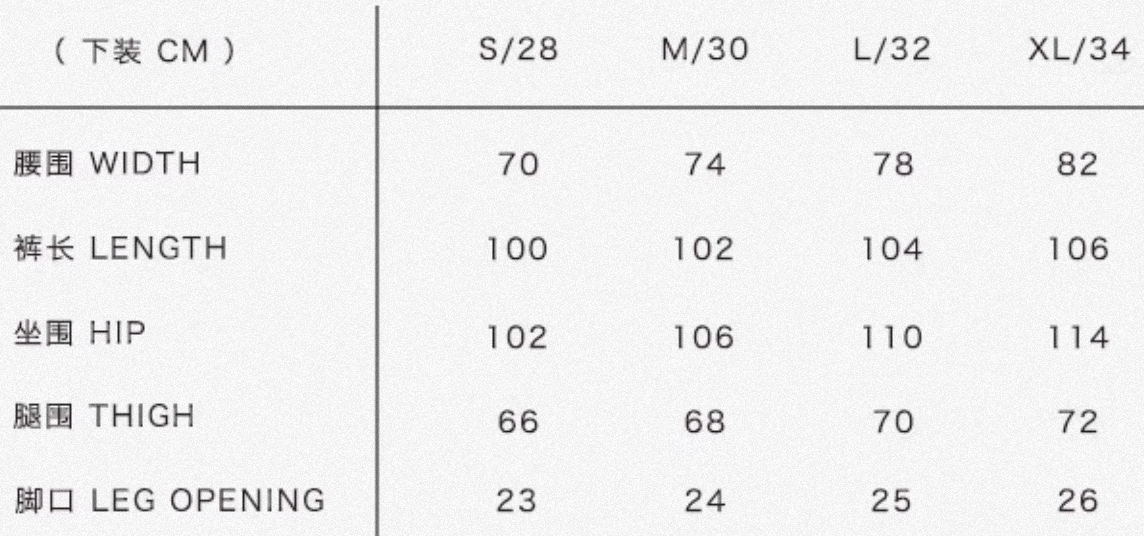 （ 下装 CM ） S/28 M/30 L/32 XL/34
腰围 WIDTH 70 74 78 82
裤长 LENGTH 100 102 104 106
坐围 HIP 102 106 110 114
腿围 THIGH 66 68 70 72
脚口 LEG OPENING 23 24 25 26